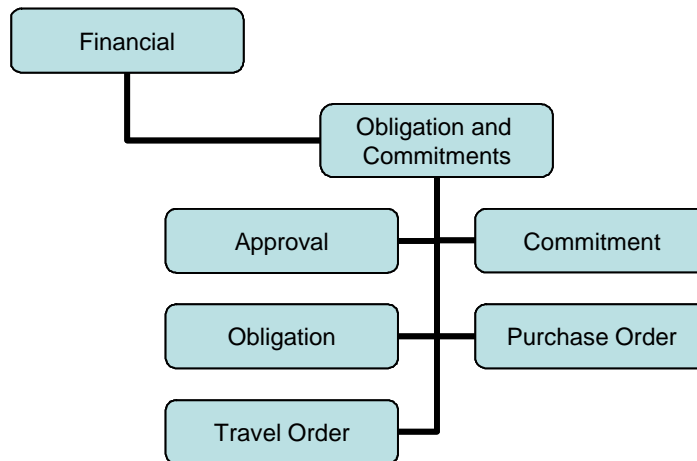 Financial
Obligation and
Commitments
Approval
Commitment
Obligation
Purchase Order
Travel Order